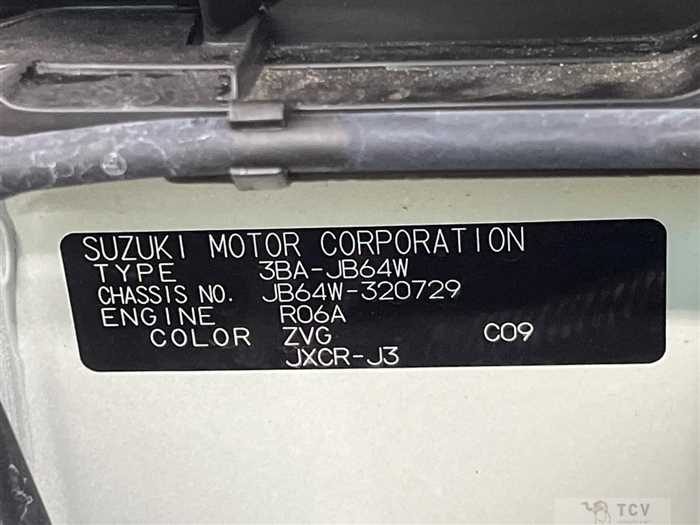 SUZUKI MOTOR CORPORATION
TYPE 3BA-JB64W
CHASSIS NO. JB64W-320729
ENGINE R06A
COLOR ZVG C09
JXCR-J3
TCV